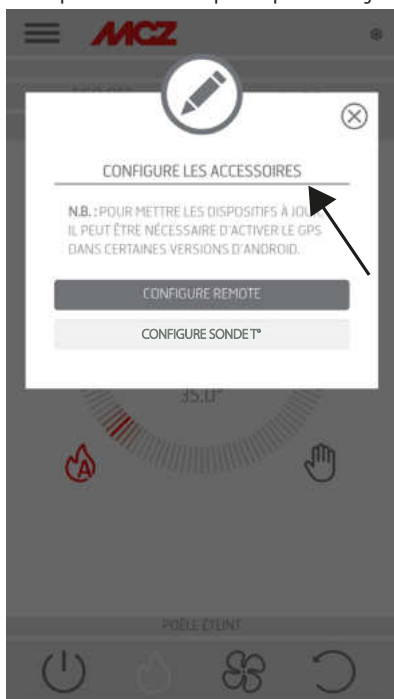 MCZ
CONFIGURE LES ACCESSOIRES
N.B. : POUR METTRE LES DISPOSITIFS À JOUR
IL PEUT ÊTRE NÉCESSAIRE D'ACTIVER LE GPS
DANS CERTAINES VERSIONS D'ANDROID.
CONFIGURE REMOTE
CONFIGURE SONDE T°
35.0°
A
POÊLE ÉTEINT